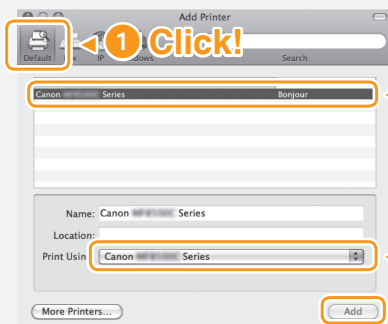 Add Printer
1 Click!
Default IP Search
Canon Series Bonjour
Name: Canon Series
Location:
Print Usin Canon Series
More Printers... Add